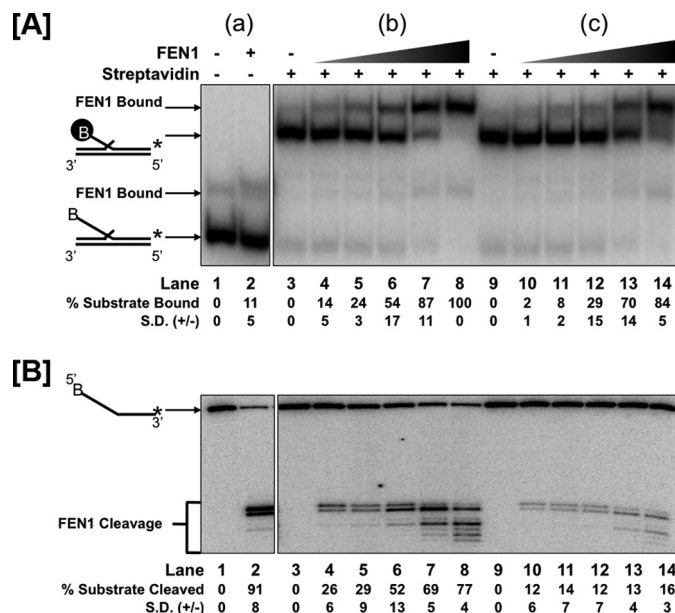 [A]
(a) (b) (c)
FEN1 - + - -
Streptavidin - - + + + + + + + + + + + +
FEN1 Bound
B
*
3’ 5’
FEN1 Bound
B
*
3’ 5’
Lane 1 2 3 4 5 6 7 8 9 10 11 12 13 14
% Substrate Bound 0 11 0 14 24 54 87 100 0 2 8 29 70 84
S.D. (+/-) 0 5 0 5 3 17 11 0 0 1 2 15 14 5
[B]
5’
B
*
3’
FEN1 Cleavage
Lane 1 2 3 4 5 6 7 8 9 10 11 12 13 14
% Substrate Cleaved 0 91 0 26 29 52 69 77 0 12 14 12 13 16
S.D. (+/-) 0 8 0 6 9 13 5 4 0 6 7 7 4 3